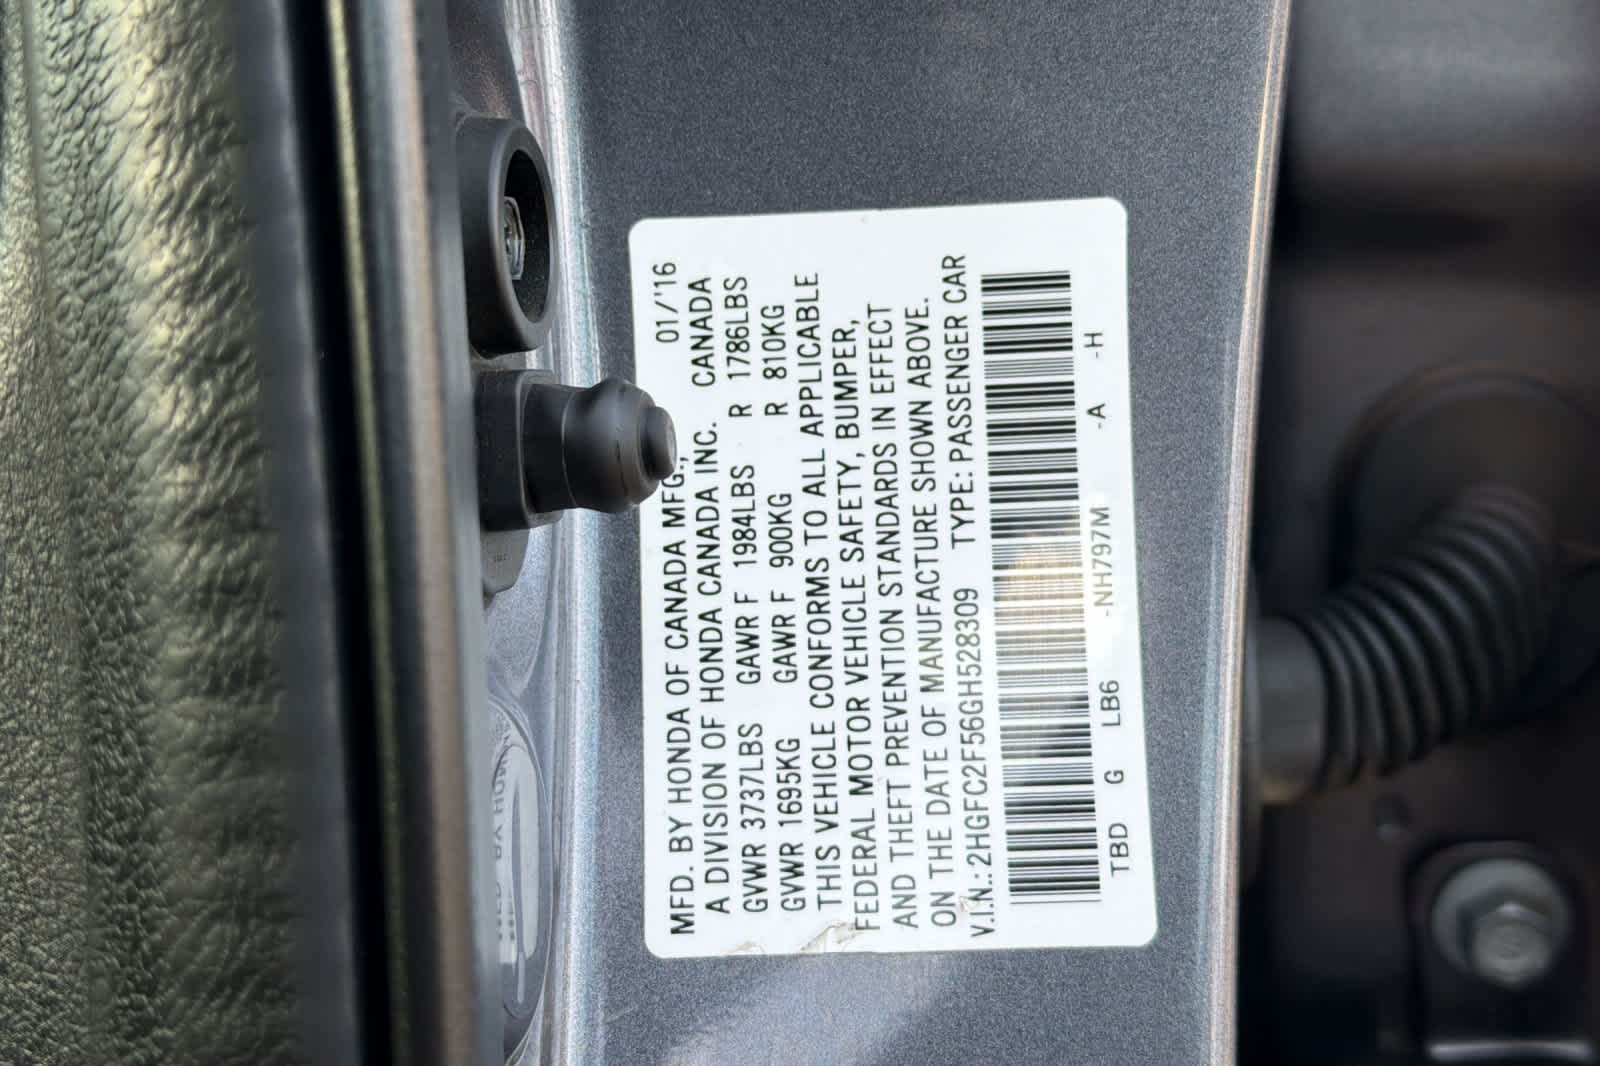 MFD. BY HONDA OF CANADA MFG., 01/'16
A DIVISION OF HONDA CANADA INC. CANADA
GVWR 3737LBS GAWR F 1984LBS R 1786LBS
GVWR 1695KG GAWR F 900KG R 810KG
THIS VEHICLE CONFORMS TO ALL APPLICABLE
FEDERAL MOTOR VEHICLE SAFETY, BUMPER,
AND THEFT PREVENTION STANDARDS IN EFFECT
ON THE DATE OF MANUFACTURE SHOWN ABOVE.
V.I.N.: 2HGFC2F56GH528309 TYPE: PASSENGER CAR
TBD G LB6 -NH797M -A -H